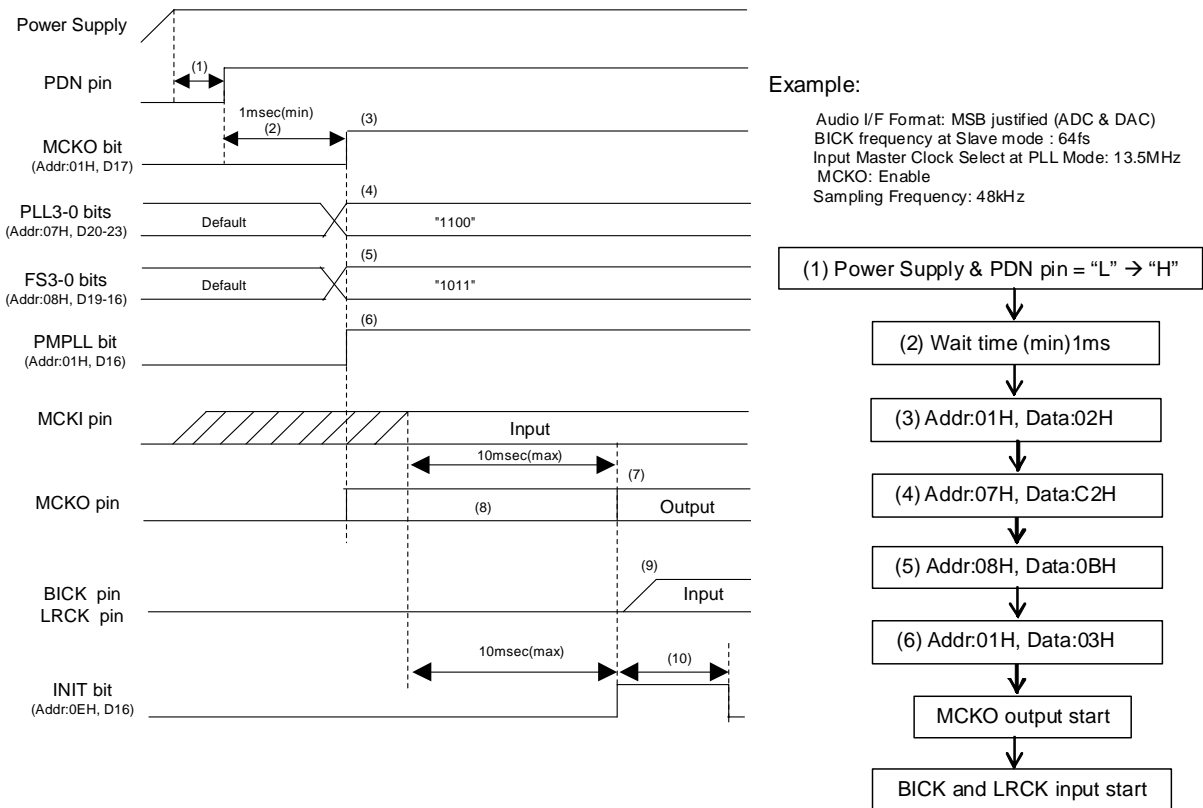 Power Supply
(1)
PDN pin
1msec(min)
(2)
(3)
MCKO bit
(Addr:01H, D17)
(4)
PLL3-0 bits
(Addr:07H, D20-23)
Default
"1100"
(5)
FS3-0 bits
(Addr:08H, D19-16)
Default
"1011"
(6)
PMPLL bit
(Addr:01H, D16)
MCKI pin
Input
10msec(max)
(7)
MCKO pin
(8)
Output
(9)
BICK pin
LRCK pin
Input
10msec(max)
(10)
INIT bit
(Addr:0EH, D16)
Example:
Audio I/F Format: MSB justified (ADC & DAC)
BICK frequency at Slave mode : 64fs
Input Master Clock Select at PLL Mode: 13.5MHz
MCKO: Enable
Sampling Frequency: 48kHz
(1) Power Supply & PDN pin = “L” → “H”
(2) Wait time (min)1ms
(3) Addr:01H, Data:02H
(4) Addr:07H, Data:C2H
(5) Addr:08H, Data:0BH
(6) Addr:01H, Data:03H
MCKO output start
BICK and LRCK input start